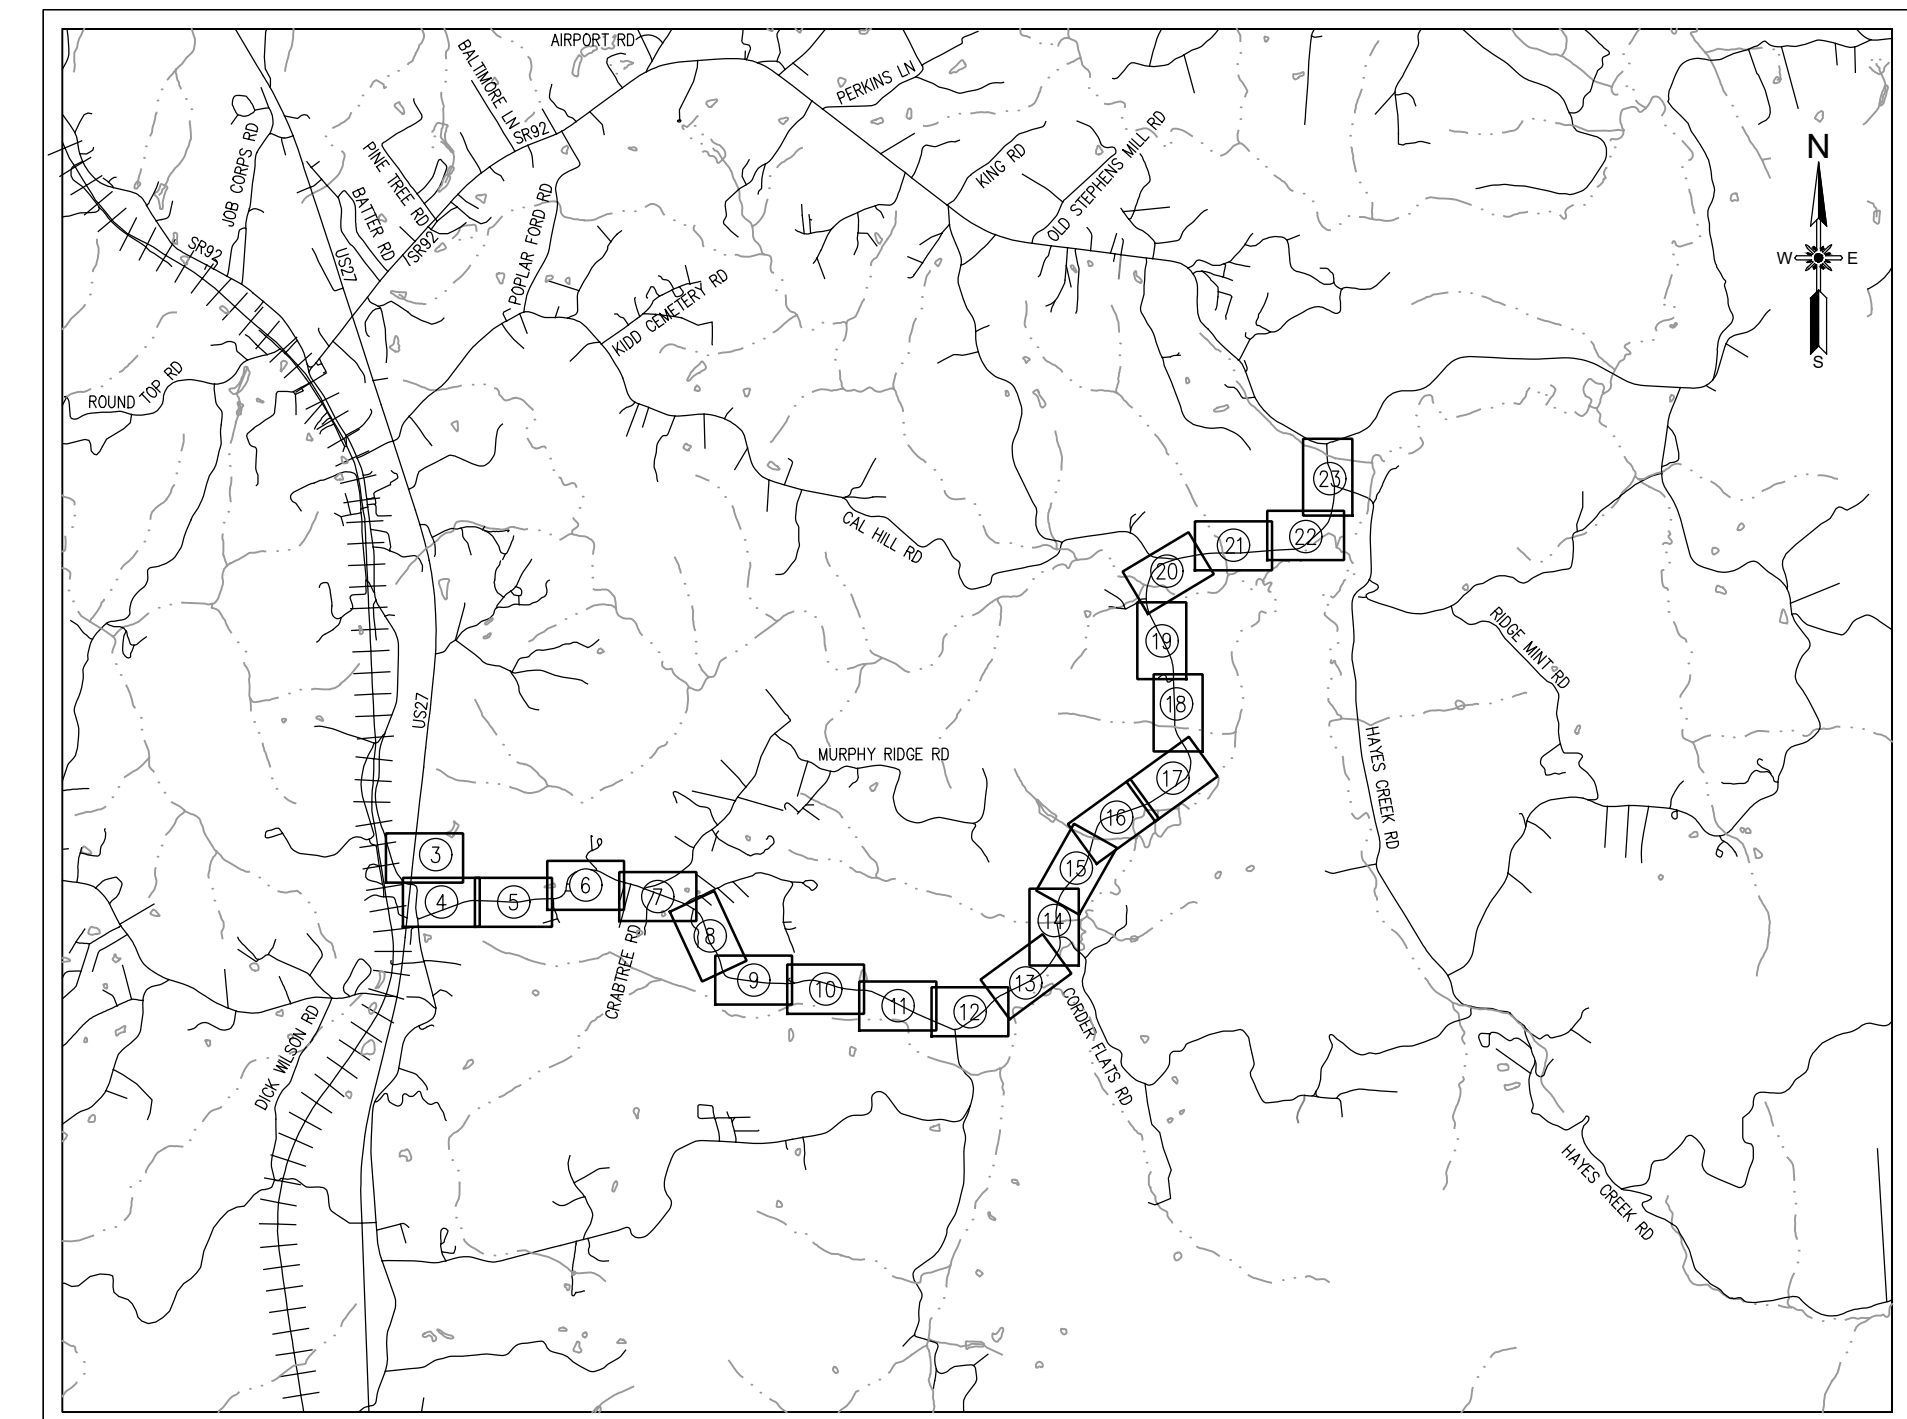 AIRPORT RD
BALTIMORE LN
SR92
PERKINS LN
JOB CORPS RD
PINE TREE RD
BATTER RD
SR92
SR92
US27
POPLAR FORD RD
KING RD
OLD STEPHENS MILL RD
N
W
E
S
KIDD CEMETERY RD
ROUND TOP RD
CAL HILL RD
23
22
21
20
19
18
17
16
15
14
13
12
11
10
9
8
7
6
5
4
3
RIDGE MINT RD
US27
MURPHY RIDGE RD
HAYES CREEK RD
CRABTREE RD
CORDER FLATS RD
DICK WILSON RD
HAYES CREEK RD